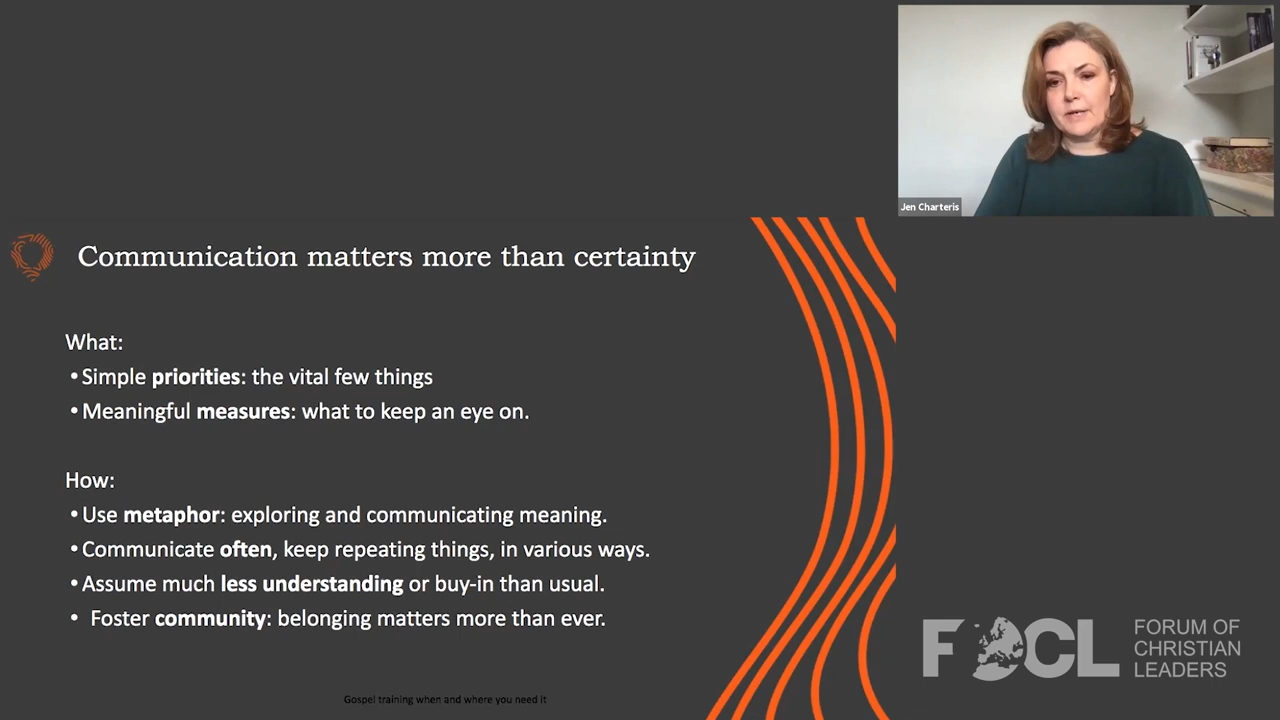 Jen Charteris
Communication matters more than certainty
What:
• Simple priorities: the vital few things
• Meaningful measures: what to keep an eye on.
How:
• Use metaphor: exploring and communicating meaning.
• Communicate often, keep repeating things, in various ways.
• Assume much less understanding or buy-in than usual.
• Foster community: belonging matters more than ever.
Gospel training when and where you need it
FOCL
FORUM OF
CHRISTIAN
LEADERS